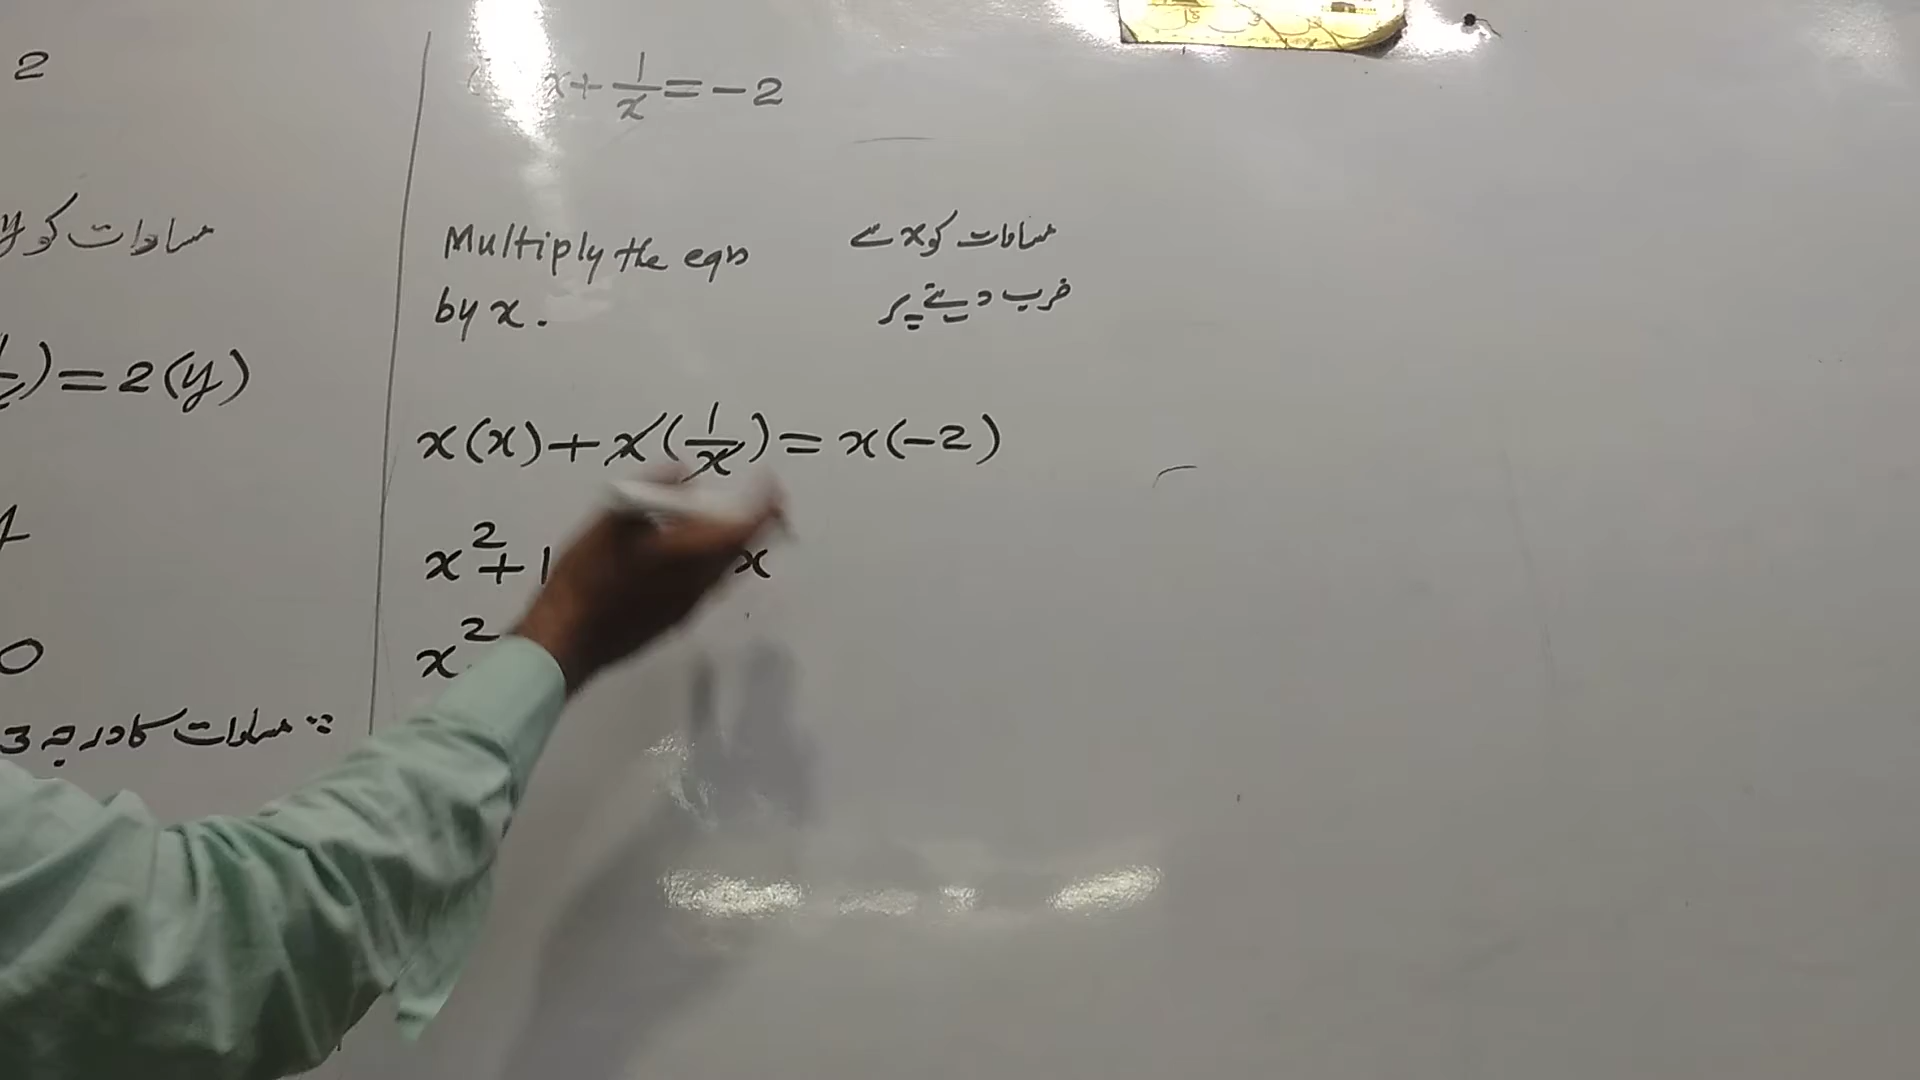 2
مساوات کو y
) = 2(y)
0
∵ مساوات کا درجہ 3
x + 1/x = -2
Multiply the eqn
by x.
مساوات کو x سے
ضرب دینے پر
x(x) + x(1/x) = x(-2)
x² + 1 x
x²